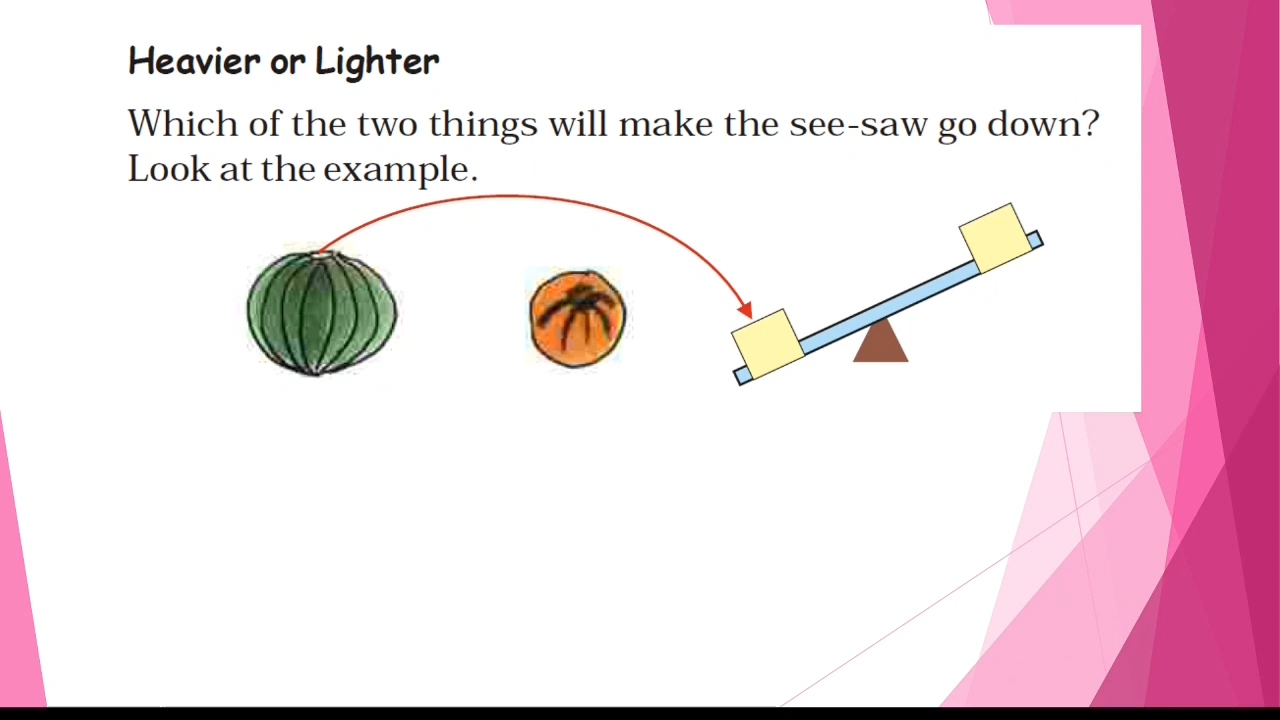 Heavier or Lighter
Which of the two things will make the see-saw go down?
Look at the example.